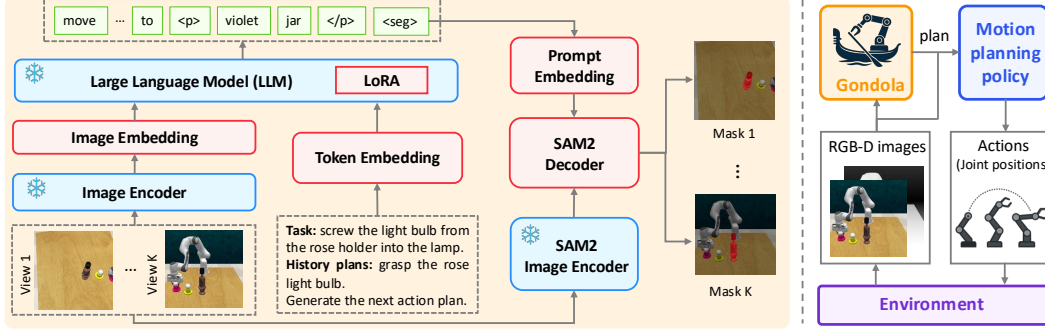 move ... to <p> violet jar </p> <seg>
Large Language Model (LLM)
LoRA
Image Embedding
Token Embedding
Image Encoder
View 1
...
View K
Task: screw the light bulb from
the rose holder into the lamp.
History plans: grasp the rose
light bulb.
Generate the next action plan.
Prompt
Embedding
SAM2
Decoder
SAM2
Image Encoder
Mask 1
...
Mask K
Gondola
plan
Motion
planning
policy
RGB-D images
Actions
(Joint positions)
Environment